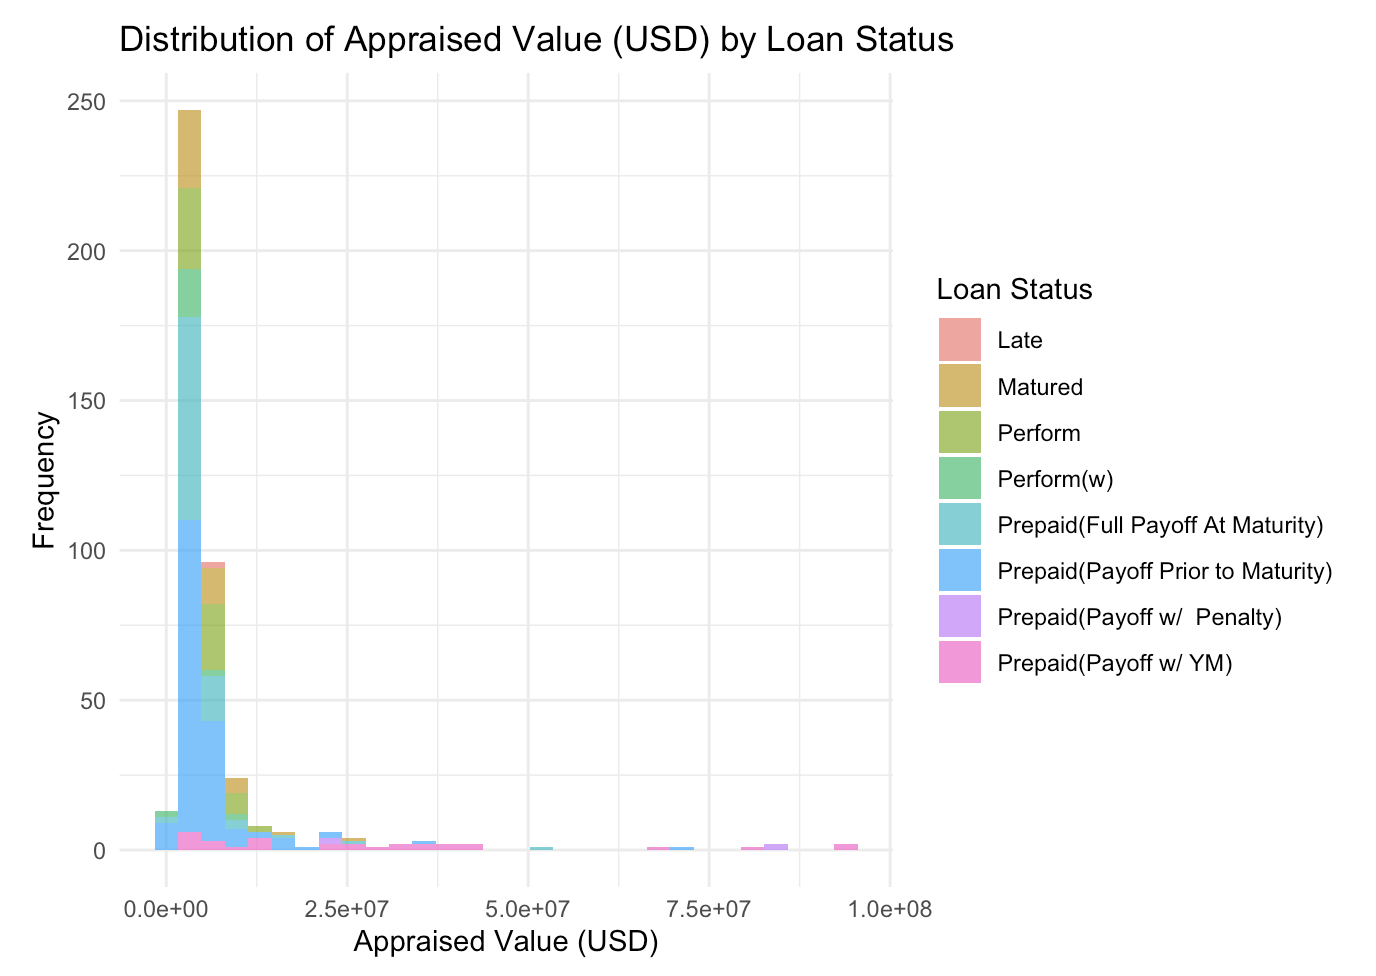 Distribution of Appraised Value (USD) by Loan Status
250
200
150
100
50
0
Frequency
0.0e+00
2.5e+07
5.0e+07
7.5e+07
1.0e+08
Appraised Value (USD)
Loan Status
Late
Matured
Perform
Perform(w)
Prepaid(Full Payoff At Maturity)
Prepaid(Payoff Prior to Maturity)
Prepaid(Payoff w/  Penalty)
Prepaid(Payoff w/ YM)